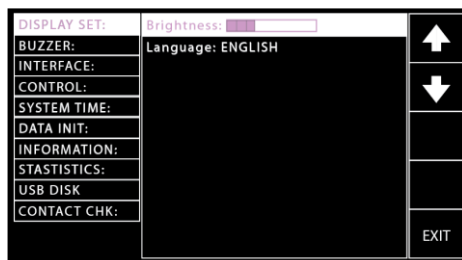 DISPLAY SET:
BUZZER:
INTERFACE:
CONTROL:
SYSTEM TIME:
DATA INIT:
INFORMATION:
STASTISTICS:
USB DISK
CONTACT CHK:
Brightness:
Language: ENGLISH
EXIT